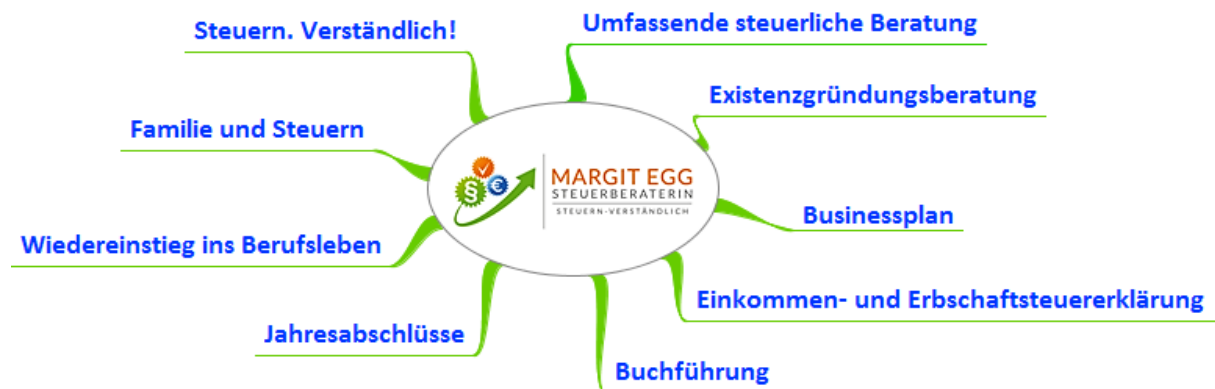 Steuern. Verständlich!
Umfassende steuerliche Beratung
Existenzgründungsberatung
Familie und Steuern
§
€
MARGIT EGG
STEUERBERATERIN
STEUERN-VERSTÄNDLICH
Businessplan
Wiedereinstieg ins Berufsleben
Einkommen- und Erbschaftsteuererklärung
Jahresabschlüsse
Buchführung